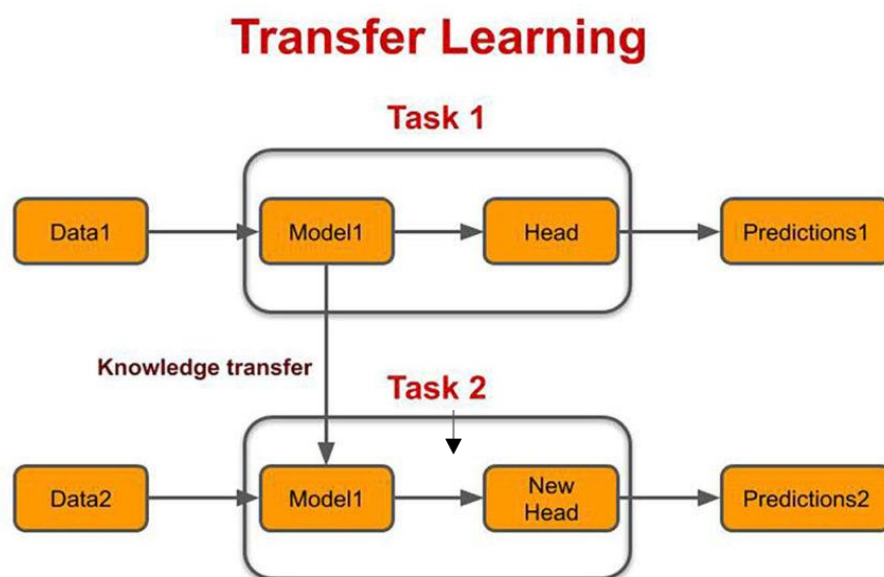 Transfer Learning
Task 1
Data1
Model1
Head
Predictions1
Knowledge transfer
Task 2
Data2
Model1
New
Head
Predictions2